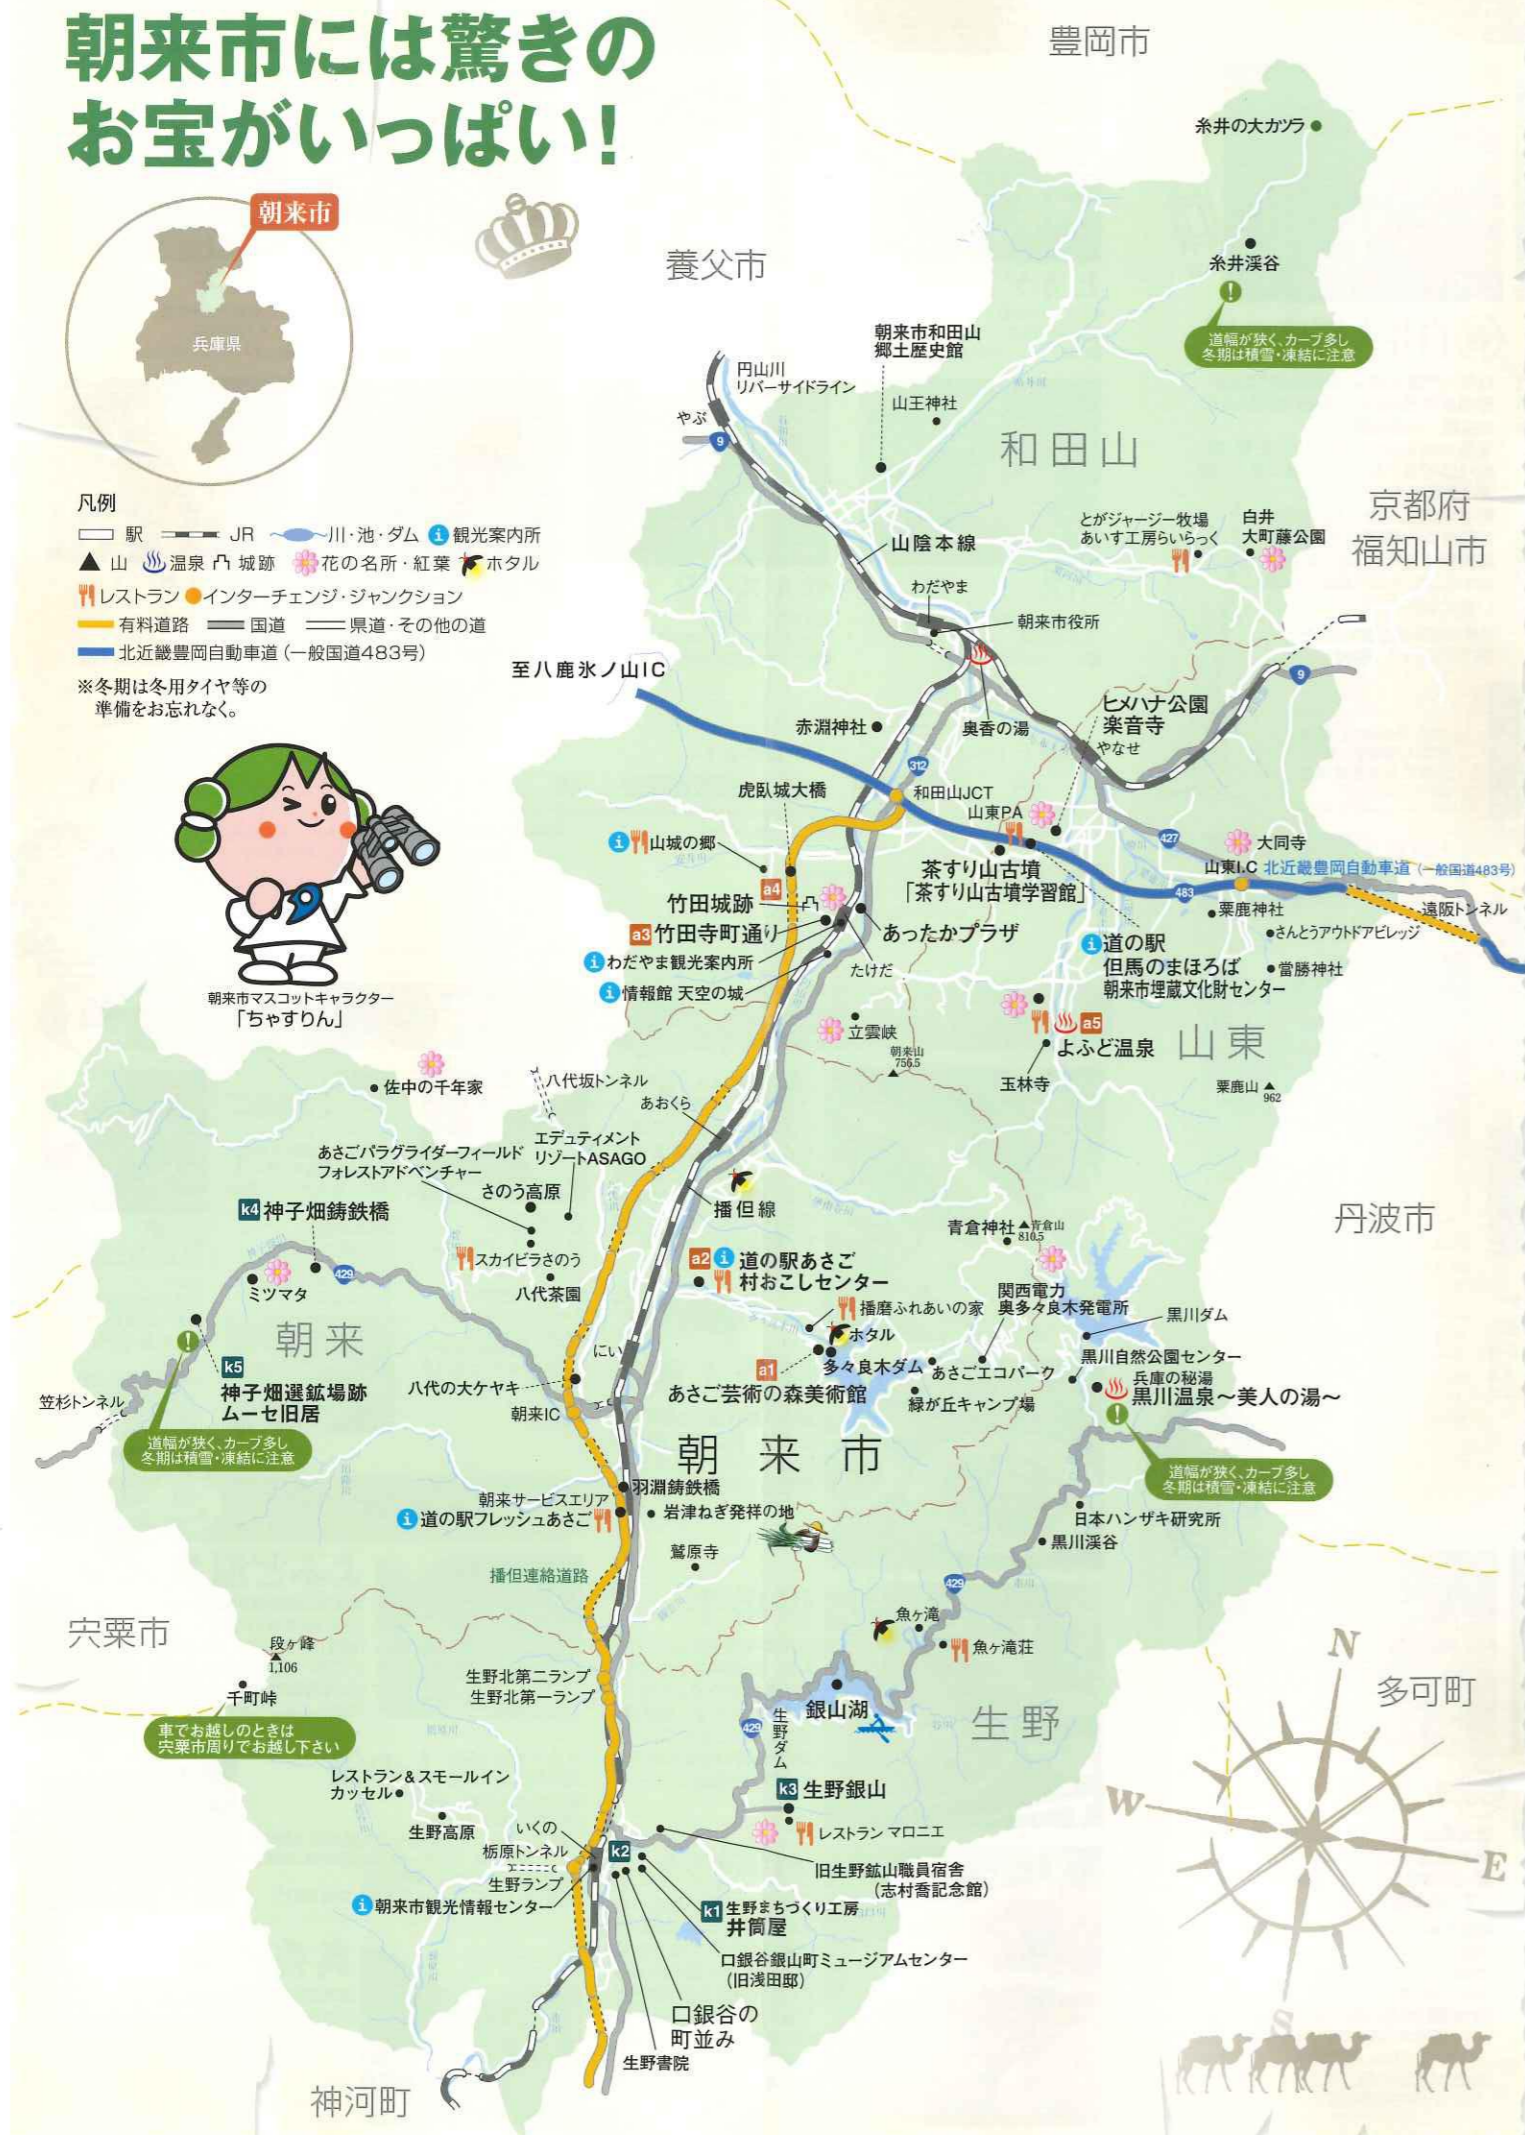 朝来市には驚きの
お宝がいっぱい!
朝来市
兵庫県
凡例
駅 JR 川・池・ダム i 観光案内所
山 温泉 城跡 花の名所・紅葉 ホタル
レストラン インターチェンジ・ジャンクション
有料道路 国道 県道・その他の道
北近畿豊岡自動車道(一般国道483号)
※冬期は冬用タイヤ等の
準備をお忘れなく。
朝来市マスコットキャラクター
「ちゃすりん」
豊岡市
養父市
京都府
福知山市
丹波市
多可町
神河町
宍粟市
糸井の大カツラ
糸井渓谷
!
道幅が狭く、カーブ多し
冬期は積雪・凍結に注意
朝来市和田山
郷土歴史館
円山川
リバーサイドライン
山王神社
やぶ
9
和田山
とがジャージー牧場
あいす工房らいらっく
白井
大町藤公園
山陰本線
わだやま
朝来市役所
至八鹿氷ノ山IC
9
ヒメハナ公園
楽音寺
やなせ
赤淵神社
奥香の湯
312
和田山JCT
虎臥城大橋
山東PA
427
大同寺
i 山城の郷
茶すり山古墳
「茶すり山古墳学習館」
山東I.C
北近畿豊岡自動車道(一般国道483号)
483
a4
竹田城跡
粟鹿神社
遠阪トンネル
a3 竹田寺町通り
あったかプラザ
さんとうアウトドアビレッジ
i わだやま観光案内所
たけだ
i 道の駅
但馬のまほろば
朝来市埋蔵文化財センター
當勝神社
i 情報館 天空の城
立雲峡
朝来山
756.5
a5
よふど温泉
山東
玉林寺
粟鹿山
962
佐中の千年家
八代坂トンネル
あおくら
あさごパラグライダーフィールド
フォレストアドベンチャー
エデュティメント
リゾートASAGO
さのう高原
k4 神子畑鋳鉄橋
播但線
青倉神社
青倉山
810.5
スカイビラさのう
429
ミツマタ
八代茶園
a2 i 道の駅あさご
村おこしセンター
播磨ふれあいの家
関西電力
奥多々良木発電所
黒川ダム
ホタル
朝来
!
にい
a1
多々良木ダム
あさごエコパーク
黒川自然公園センター
k5
神子畑選鉱場跡
ムーセ旧居
あさご芸術の森美術館
兵庫の秘湯
黒川温泉~美人の湯~
!
八代の大ケヤキ
緑が丘キャンプ場
笠杉トンネル
朝来IC
道幅が狭く、カーブ多し
冬期は積雪・凍結に注意
朝来市
道幅が狭く、カーブ多し
冬期は積雪・凍結に注意
羽淵鋳鉄橋
朝来サービスエリア
i 道の駅フレッシュあさご
岩津ねぎ発祥の地
日本ハンザキ研究所
黒川渓谷
鷲原寺
播但連絡道路
429
魚ヶ滝
魚ヶ滝荘
段ヶ峰
1,106
千町峠
車でお越しのときは
宍粟市周りでお越し下さい
生野北第二ランプ
生野北第一ランプ
銀山湖
生野
429
生野ダム
レストラン&スモールイン
カッセル
k3 生野銀山
生野高原
レストラン マロニエ
いくの
栃原トンネル
k2
生野ランプ
旧生野鉱山職員宿舎
(志村喬記念館)
i 朝来市観光情報センター
k1 生野まちづくり工房
井筒屋
口銀谷銀山町ミュージアムセンター
(旧浅田邸)
口銀谷の
町並み
生野書院
N
W
E
S